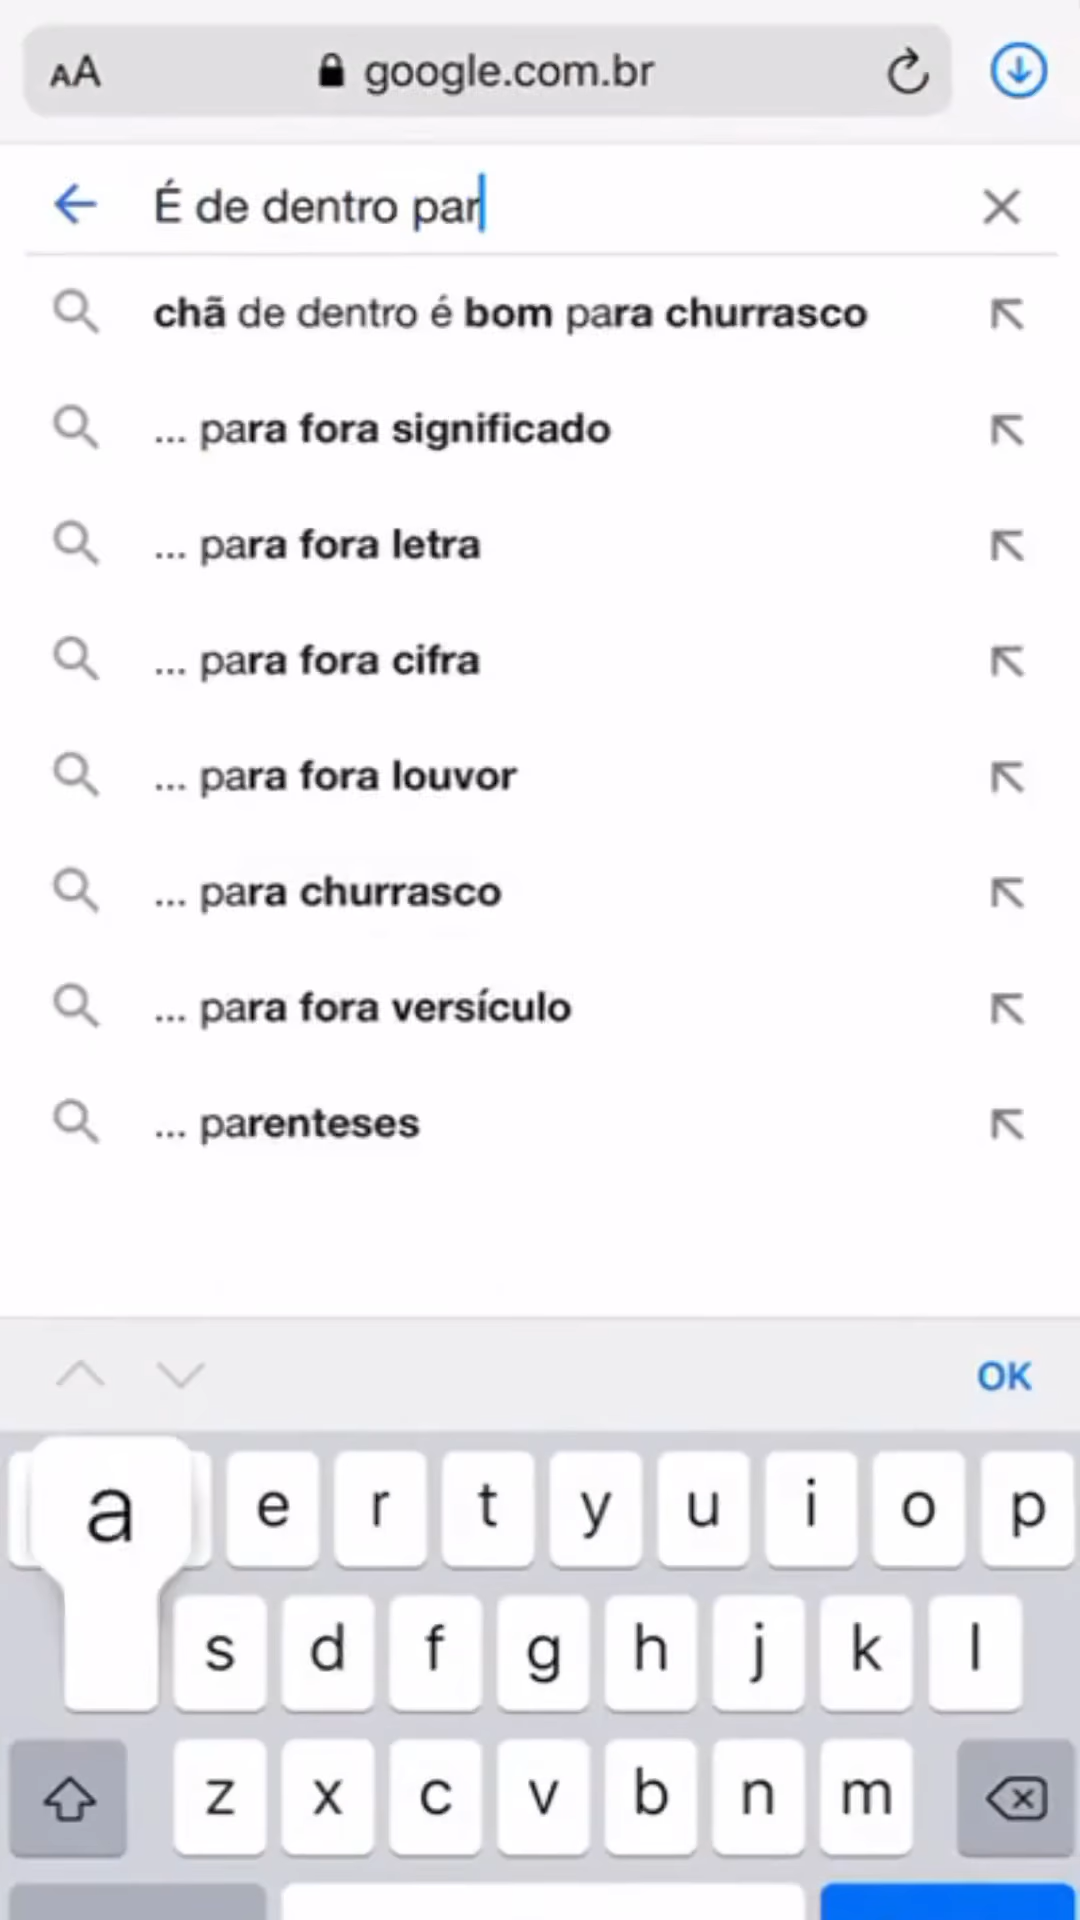 AA google.com.br
É de dentro par
chã de dentro é bom para churrasco
... para fora significado
... para fora letra
... para fora cifra
... para fora louvor
... para churrasco
... para fora versículo
... parenteses
OK
a e r t y u i o p
s d f g h j k l
z x c v b n m